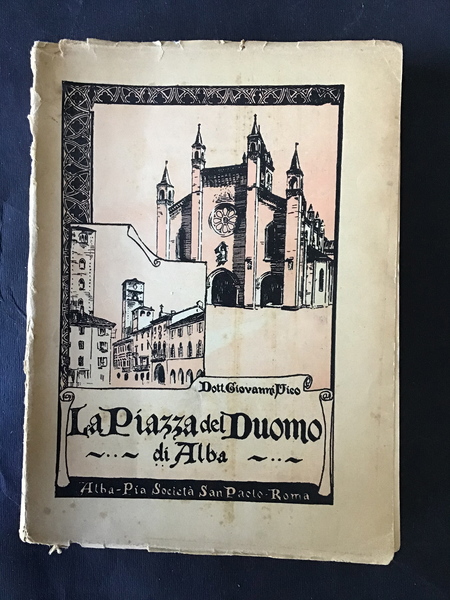 Dott. Giovanni Vico
La Piazza del Duomo
di Alba
Alba - Pia Società San Paolo - Roma